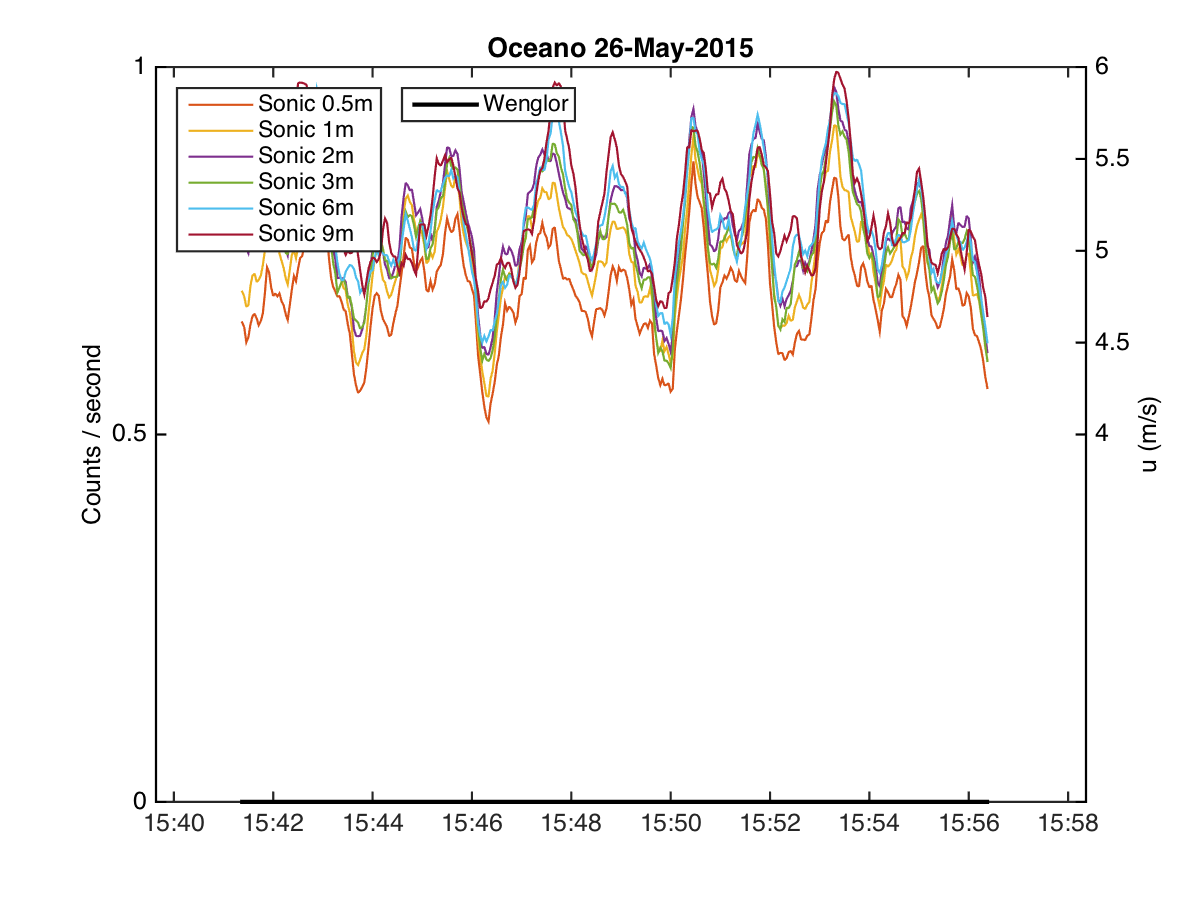 Oceano 26-May-2015
Sonic 0.5m
Sonic 1m
Sonic 2m
Sonic 3m
Sonic 6m
Sonic 9m
Wenglor
1
0.5
0
Counts / second
6
5.5
5
4.5
4
u (m/s)
15:40 15:42 15:44 15:46 15:48 15:50 15:52 15:54 15:56 15:58